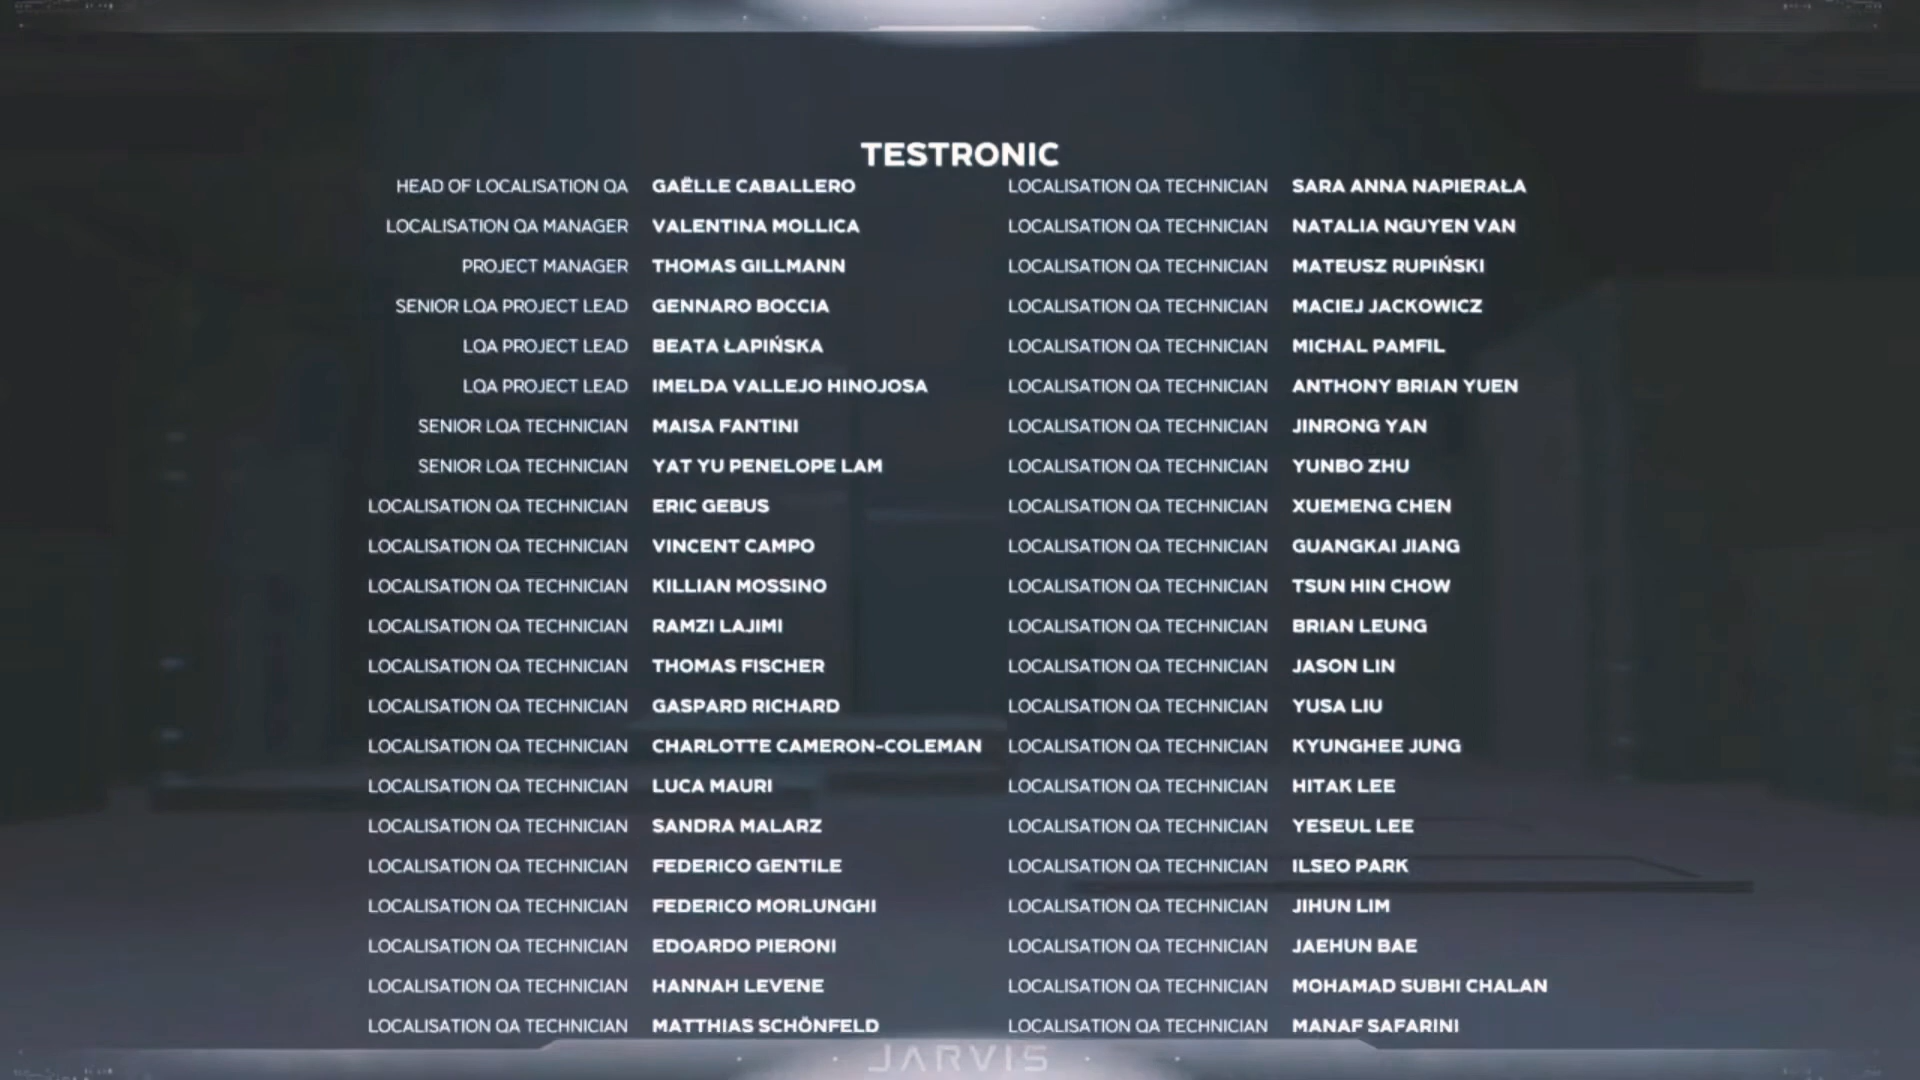 TESTRONIC
HEAD OF LOCALISATION QA GAËLLE CABALLERO
LOCALISATION QA MANAGER VALENTINA MOLLICA
PROJECT MANAGER THOMAS GILLMANN
SENIOR LQA PROJECT LEAD GENNARO BOCCIA
LQA PROJECT LEAD BEATA ŁAPIŃSKA
LQA PROJECT LEAD IMELDA VALLEJO HINOJOSA
SENIOR LQA TECHNICIAN MAISA FANTINI
SENIOR LQA TECHNICIAN YAT YU PENELOPE LAM
LOCALISATION QA TECHNICIAN ERIC GEBUS
LOCALISATION QA TECHNICIAN VINCENT CAMPO
LOCALISATION QA TECHNICIAN KILLIAN MOSSINO
LOCALISATION QA TECHNICIAN RAMZI LAJIMI
LOCALISATION QA TECHNICIAN THOMAS FISCHER
LOCALISATION QA TECHNICIAN GASPARD RICHARD
LOCALISATION QA TECHNICIAN CHARLOTTE CAMERON-COLEMAN
LOCALISATION QA TECHNICIAN LUCA MAURI
LOCALISATION QA TECHNICIAN SANDRA MALARZ
LOCALISATION QA TECHNICIAN FEDERICO GENTILE
LOCALISATION QA TECHNICIAN FEDERICO MORLUNGHI
LOCALISATION QA TECHNICIAN EDOARDO PIERONI
LOCALISATION QA TECHNICIAN HANNAH LEVENE
LOCALISATION QA TECHNICIAN MATTHIAS SCHÖNFELD
LOCALISATION QA TECHNICIAN SARA ANNA NAPIERAŁA
LOCALISATION QA TECHNICIAN NATALIA NGUYEN VAN
LOCALISATION QA TECHNICIAN MATEUSZ RUPIŃSKI
LOCALISATION QA TECHNICIAN MACIEJ JACKOWICZ
LOCALISATION QA TECHNICIAN MICHAL PAMFIL
LOCALISATION QA TECHNICIAN ANTHONY BRIAN YUEN
LOCALISATION QA TECHNICIAN JINRONG YAN
LOCALISATION QA TECHNICIAN YUNBO ZHU
LOCALISATION QA TECHNICIAN XUEMENG CHEN
LOCALISATION QA TECHNICIAN GUANGKAI JIANG
LOCALISATION QA TECHNICIAN TSUN HIN CHOW
LOCALISATION QA TECHNICIAN BRIAN LEUNG
LOCALISATION QA TECHNICIAN JASON LIN
LOCALISATION QA TECHNICIAN YUSA LIU
LOCALISATION QA TECHNICIAN KYUNGHEE JUNG
LOCALISATION QA TECHNICIAN HITAK LEE
LOCALISATION QA TECHNICIAN YESEUL LEE
LOCALISATION QA TECHNICIAN ILSEO PARK
LOCALISATION QA TECHNICIAN JIHUN LIM
LOCALISATION QA TECHNICIAN JAEHUN BAE
LOCALISATION QA TECHNICIAN MOHAMAD SUBHI CHALAN
LOCALISATION QA TECHNICIAN MANAF SAFARINI
JARVIS